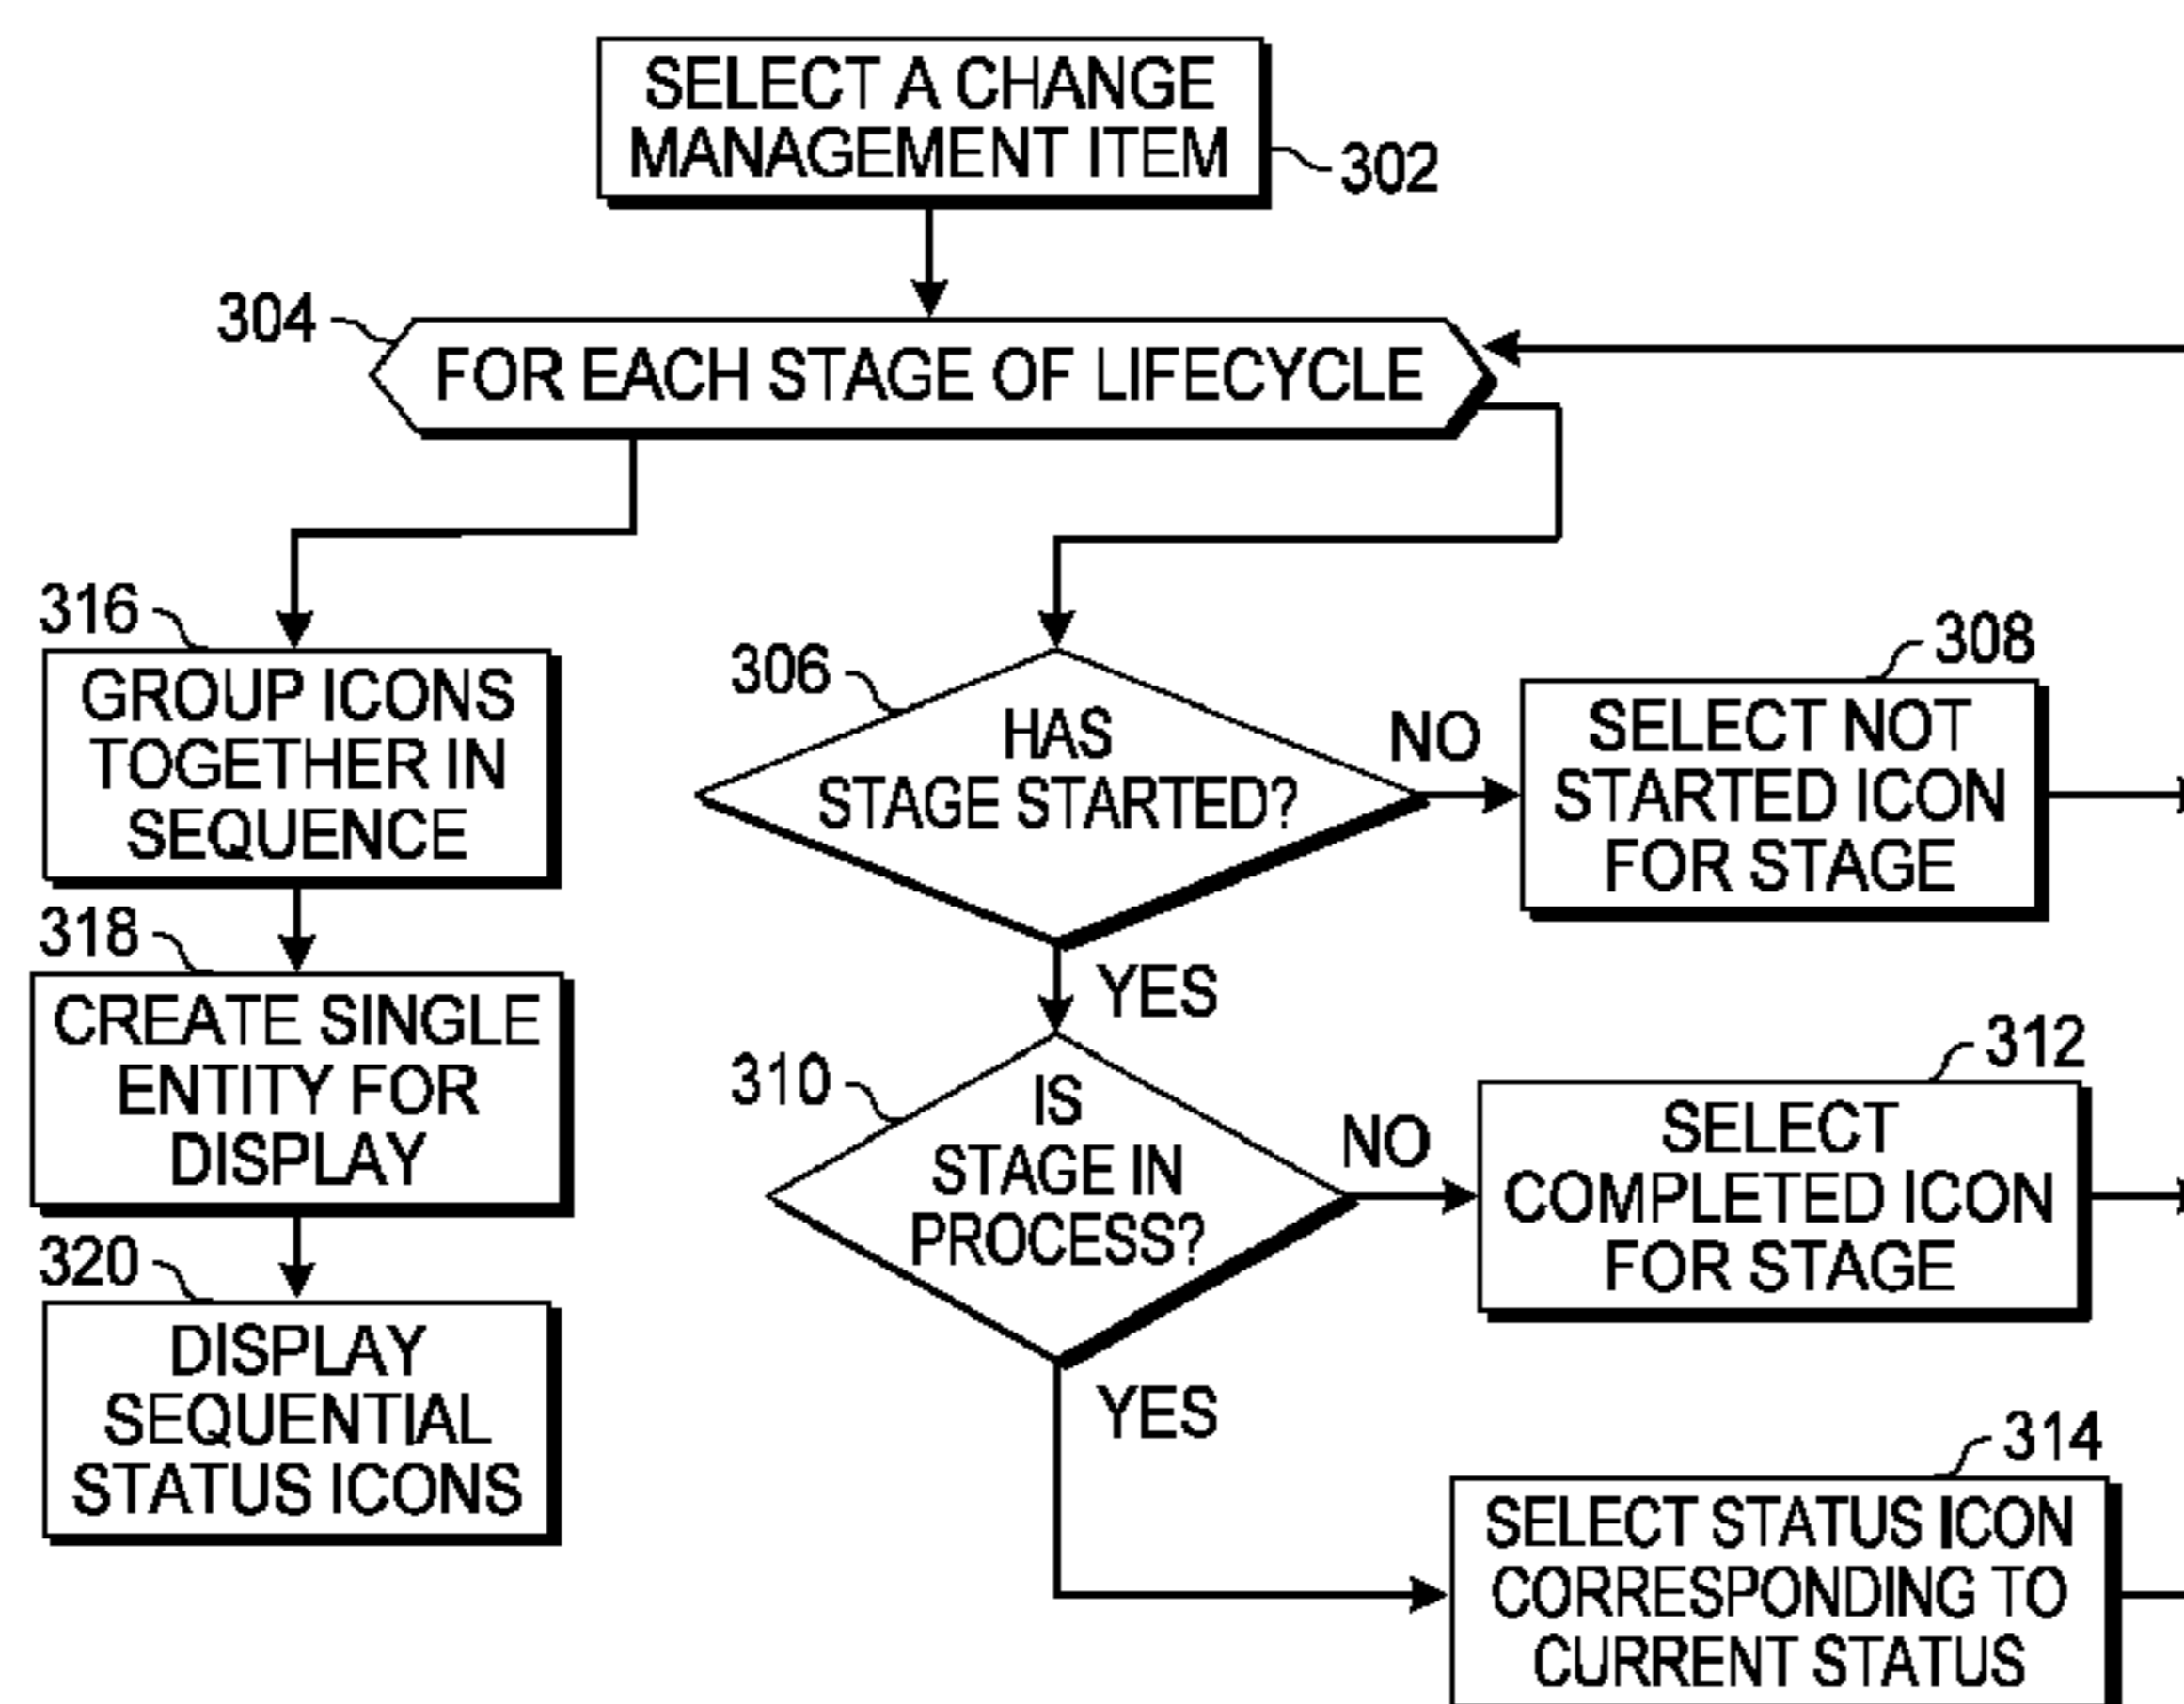 SELECT A CHANGE
MANAGEMENT ITEM
302
304
FOR EACH STAGE OF LIFECYCLE
316
GROUP ICONS
TOGETHER IN
SEQUENCE
318
CREATE SINGLE
ENTITY FOR
DISPLAY
320
DISPLAY
SEQUENTIAL
STATUS ICONS
306
HAS
STAGE STARTED?
NO
308
SELECT NOT
STARTED ICON
FOR STAGE
YES
310
IS
STAGE IN
PROCESS?
NO
312
SELECT
COMPLETED ICON
FOR STAGE
YES
314
SELECT STATUS ICON
CORRESPONDING TO
CURRENT STATUS